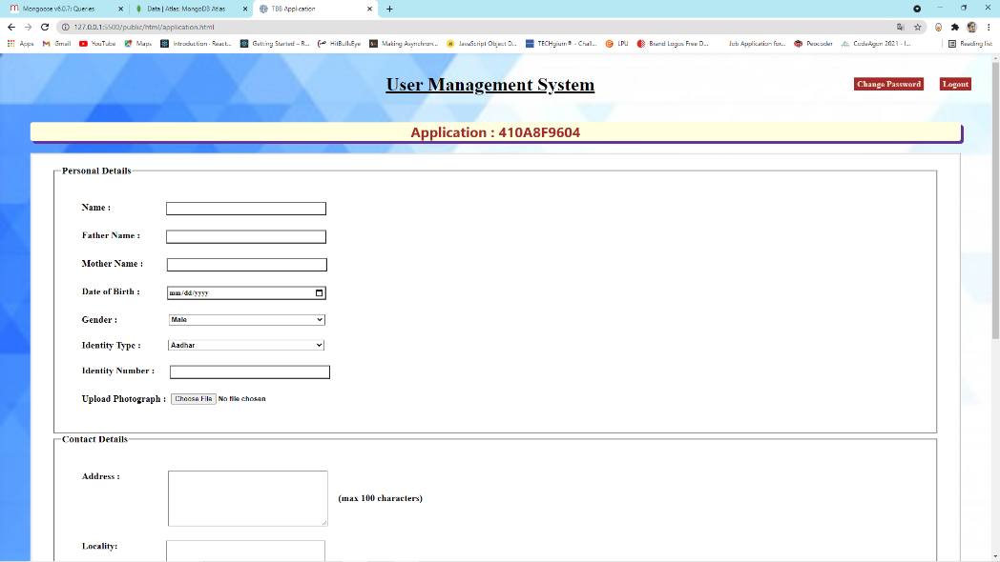 Mongoose v6.0.7: Queries
Data | Atlas: MongoDB Atlas
TBB Application
127.0.0.1:5500/public/html/application.html
Apps
Gmail
YouTube
Maps
Introduction - React...
Getting Started – R...
HitBullsEye
Making Asynchron...
JavaScript Object D...
TECHgium® - Chall...
LPU
Brand Logos Free D...
Job Application for...
Peocoder
CodeAgon 2021 - I...
Reading list
User Management System
Change Password
Logout
Application : 410A8F9604
Personal Details
Name :
Father Name :
Mother Name :
Date of Birth :
mm/dd/yyyy
Gender :
Male
Identity Type :
Aadhar
Identity Number :
Upload Photograph :
Choose File
No file chosen
Contact Details
Address :
(max 100 characters)
Locality: